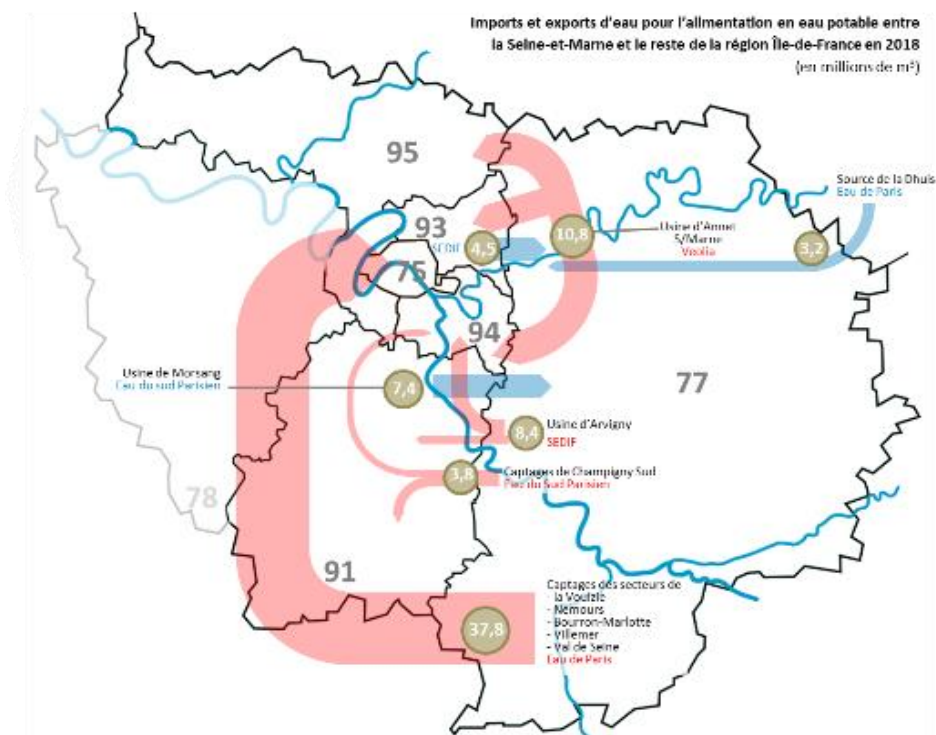 Imports et exports d'eau pour l'alimentation en eau potable entre
la Seine-et-Marne et le reste de la région Île-de-France en 2018
(en millions de m³)
95
Source de la Dhuis
Eau de Paris
93
SEDIF
4,5
10,8
Usine d'Annet
S/Marne
Veolia
3,2
75
94
77
Usine de Morsang
Eau du sud Parisien
7,4
8,4
Usine d'Arvigny
SEDIF
3,8
Captages de Champigny Sud
du Sud Parisien
78
91
37,8
Captages des secteurs de
- la Voulzie
- Nemours
- Bourron-Marlotte
- Villemer
- Val de Seine
Eau de Paris